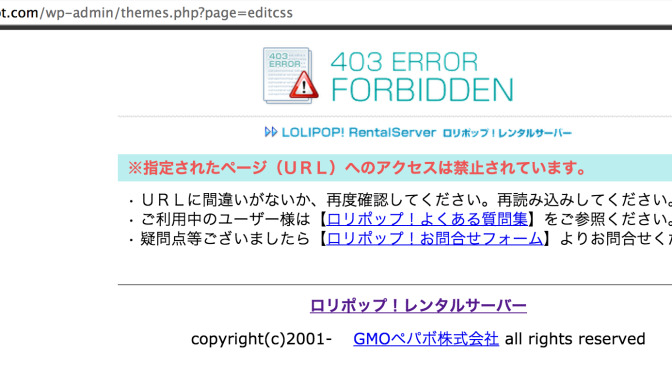 ot.com/wp-admin/themes.php?page=editcss
403 ERROR
403 ERROR
FORBIDDEN
LOLIPOP! RentalServer ロリポップ！レンタルサーバー
※指定されたページ（ＵＲＬ）へのアクセスは禁止されています。
・ＵＲＬに間違いがないか、再度確認してください。再読み込みしてください。
・ご利用中のユーザー様は【ロリポップ！よくある質問集】をご参照ください。
・疑問点等ございましたら【ロリポップ！お問合せフォーム】よりお問合せくだ
ロリポップ！レンタルサーバー
copyright(c)2001- GMOペパボ株式会社 all rights reserved